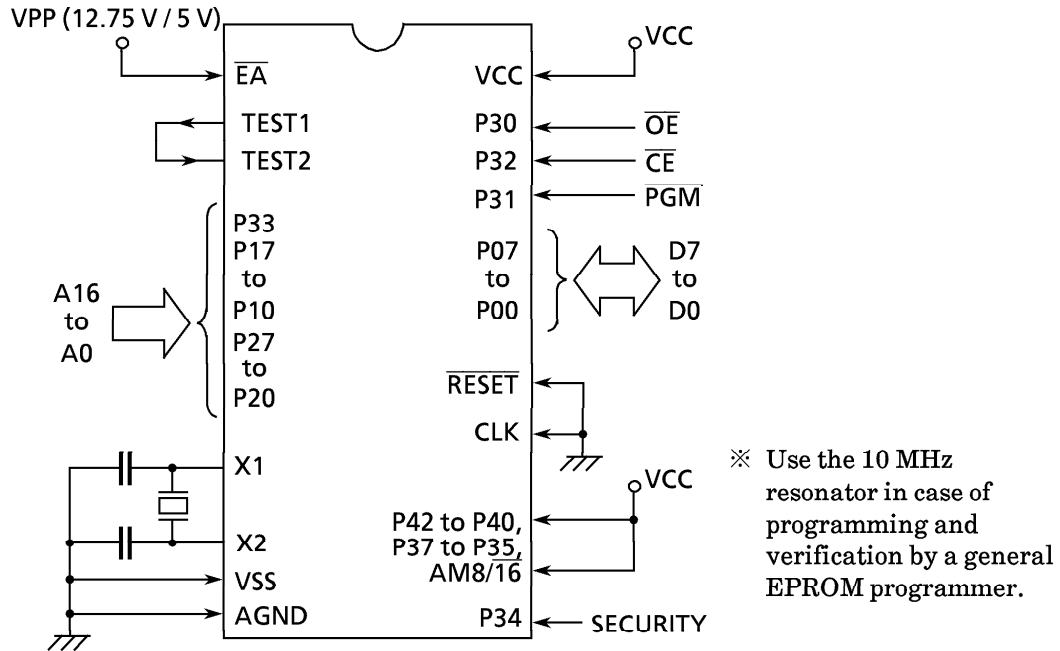 VPP (12.75 V / 5 V)
VCC
EA
VCC
TEST1
P30
OE
TEST2
P32
CE
P31
PGM
P33
P17
to
P10
P27
to
P20
A16
to
A0
P07
to
P00
D7
to
D0
RESET
CLK
X1
X2
VSS
AGND
VCC
P42 to P40,
P37 to P35,
AM8/16
P34
SECURITY
※ Use the 10 MHz
resonator in case of
programming and
verification by a general
EPROM programmer.